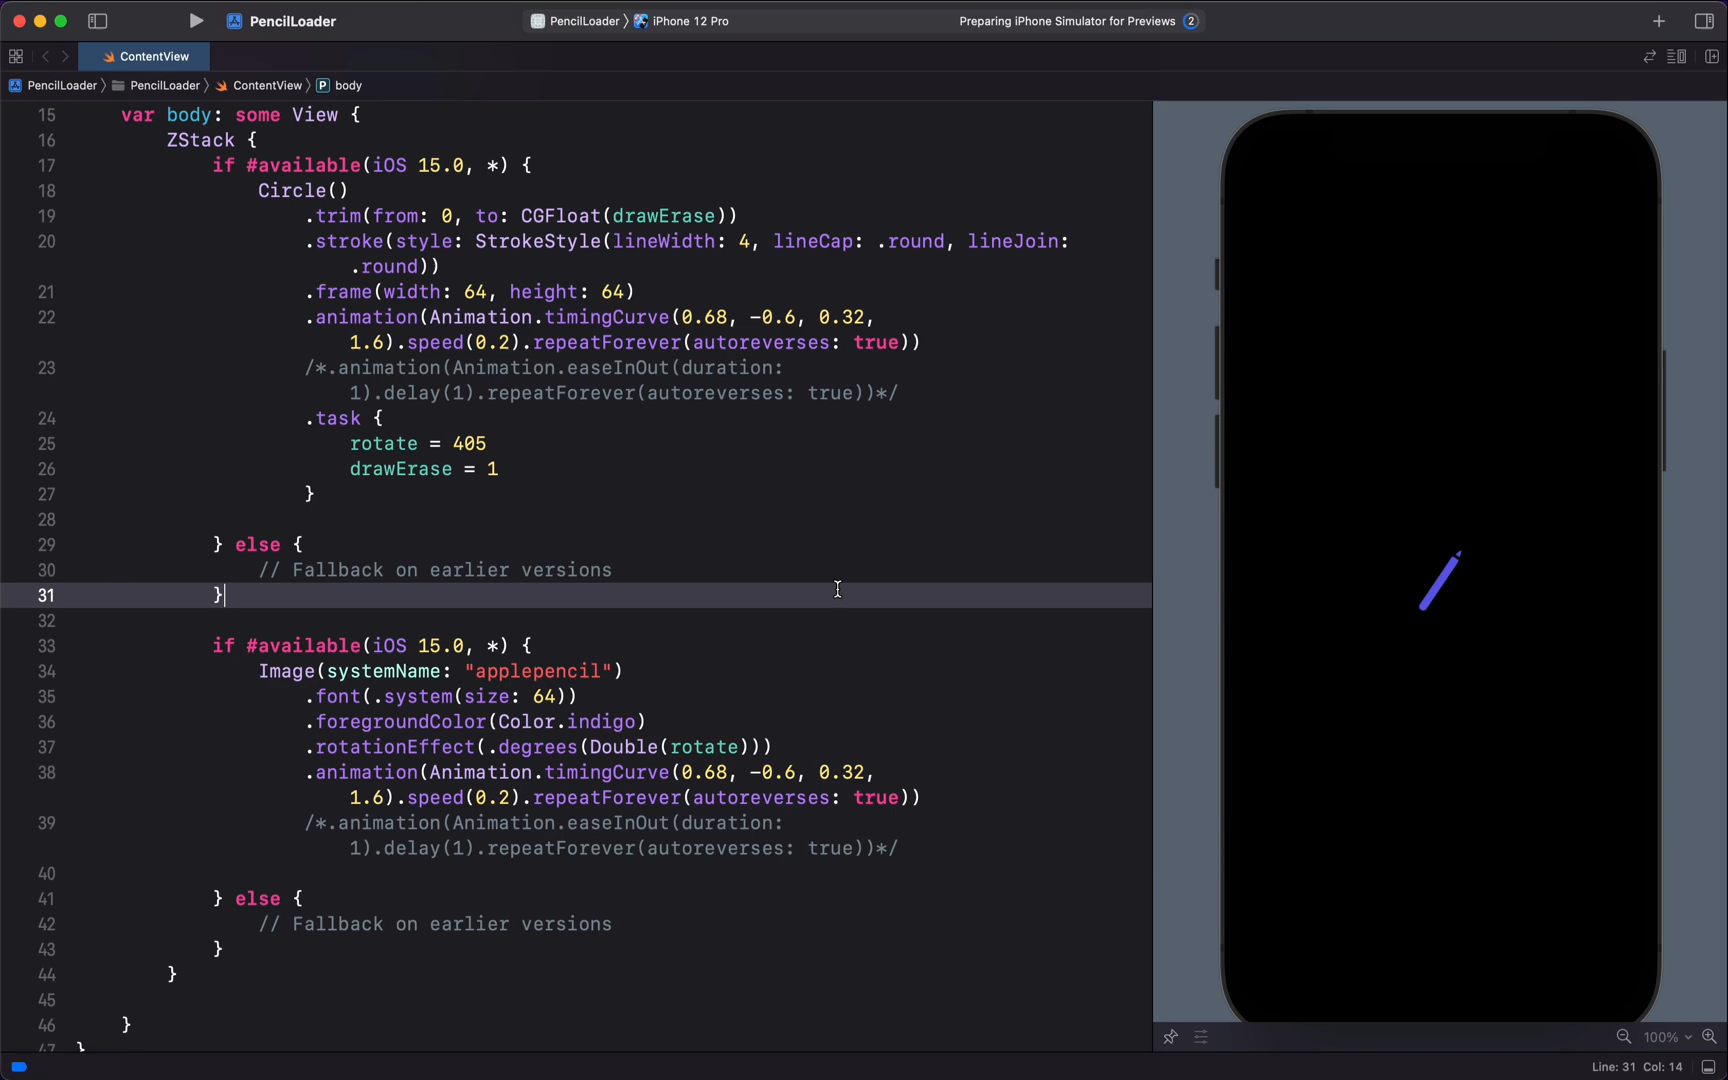 PencilLoader
PencilLoader 〉 iPhone 12 Pro
Preparing iPhone Simulator for Previews 2
ContentView
PencilLoader 〉 PencilLoader 〉 ContentView 〉 P body
15 var body: some View {
16 ZStack {
17 if #available(iOS 15.0, *) {
18 Circle()
19 .trim(from: 0, to: CGFloat(drawErase))
20 .stroke(style: StrokeStyle(lineWidth: 4, lineCap: .round, lineJoin:
.round))
21 .frame(width: 64, height: 64)
22 .animation(Animation.timingCurve(0.68, -0.6, 0.32,
1.6).speed(0.2).repeatForever(autoreverses: true))
23 /*.animation(Animation.easeInOut(duration:
1).delay(1).repeatForever(autoreverses: true))*/
24 .task {
25 rotate = 405
26 drawErase = 1
27 }
28
29 } else {
30 // Fallback on earlier versions
31 }
32
33 if #available(iOS 15.0, *) {
34 Image(systemName: "applepencil")
35 .font(.system(size: 64))
36 .foregroundColor(Color.indigo)
37 .rotationEffect(.degrees(Double(rotate)))
38 .animation(Animation.timingCurve(0.68, -0.6, 0.32,
1.6).speed(0.2).repeatForever(autoreverses: true))
39 /*.animation(Animation.easeInOut(duration:
1).delay(1).repeatForever(autoreverses: true))*/
40
41 } else {
42 // Fallback on earlier versions
43 }
44 }
45
46 }
47 }
100%
Line: 31 Col: 14